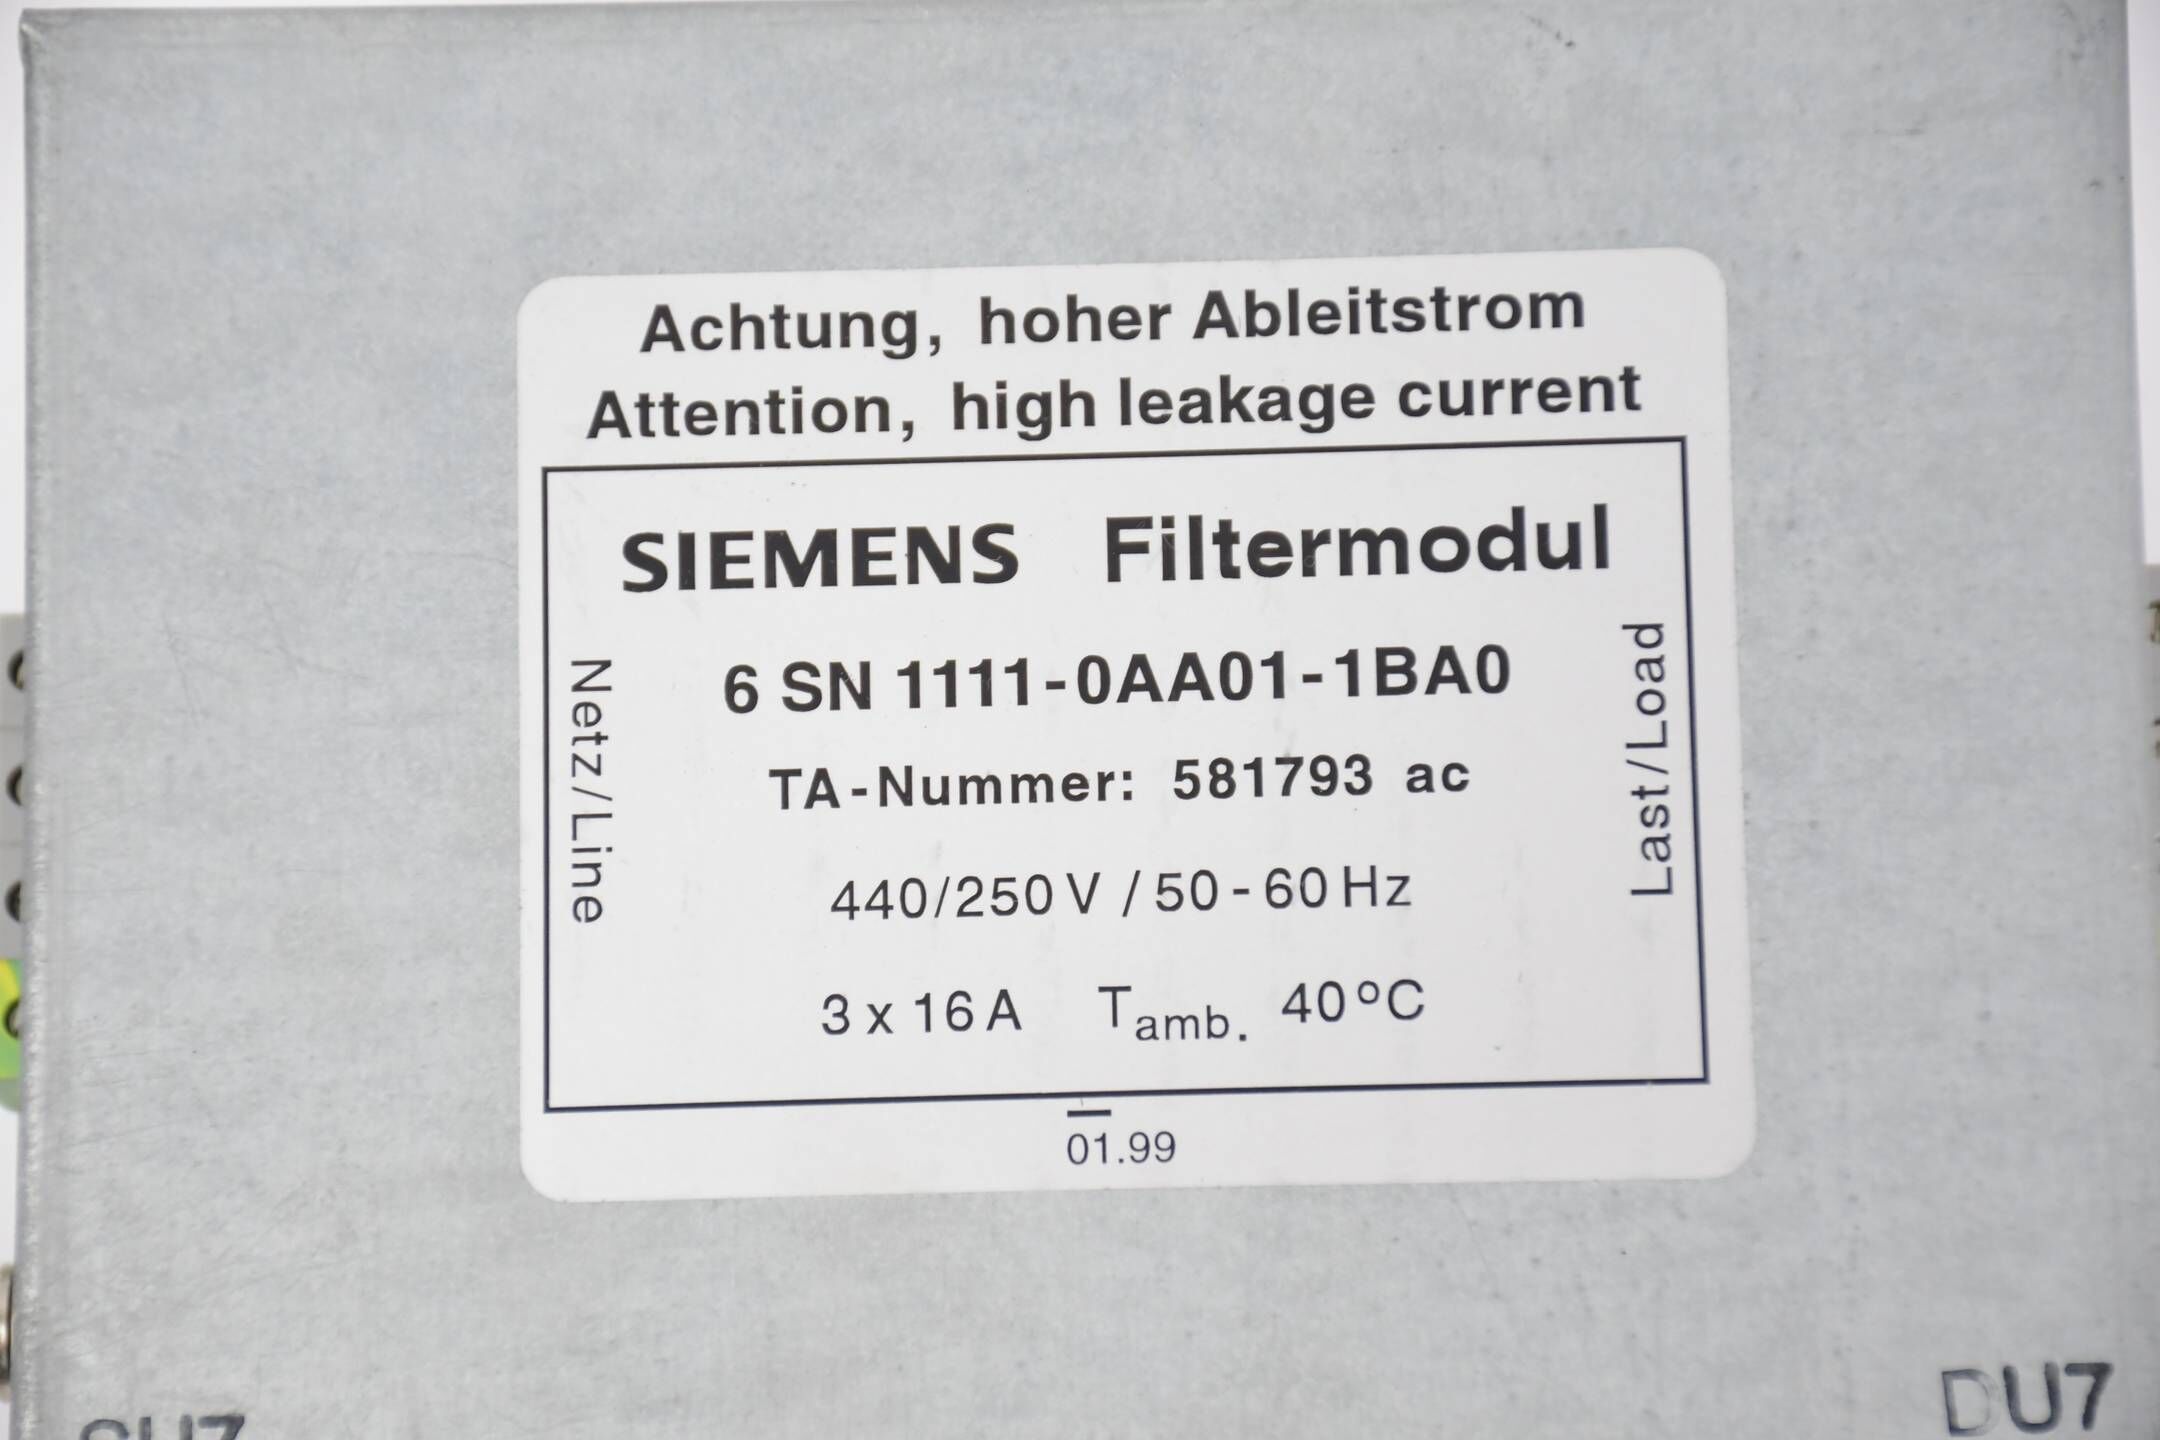 Achtung, hoher Ableitstrom
Attention, high leakage current
SIEMENS Filtermodul
6 SN 1111-0AA01-1BA0
TA-Nummer: 581793 ac
440/250 V / 50 - 60 Hz
3 x 16 A Tamb. 40°C
Netz/Line
Last/Load
01.99
DU7